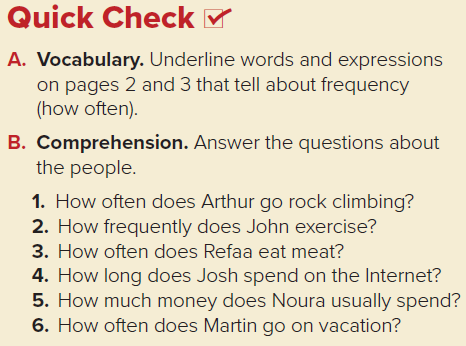 Quick Check
A. Vocabulary. Underline words and expressions
on pages 2 and 3 that tell about frequency
(how often).
B. Comprehension. Answer the questions about
the people.
1. How often does Arthur go rock climbing?
2. How frequently does John exercise?
3. How often does Refaa eat meat?
4. How long does Josh spend on the Internet?
5. How much money does Noura usually spend?
6. How often does Martin go on vacation?